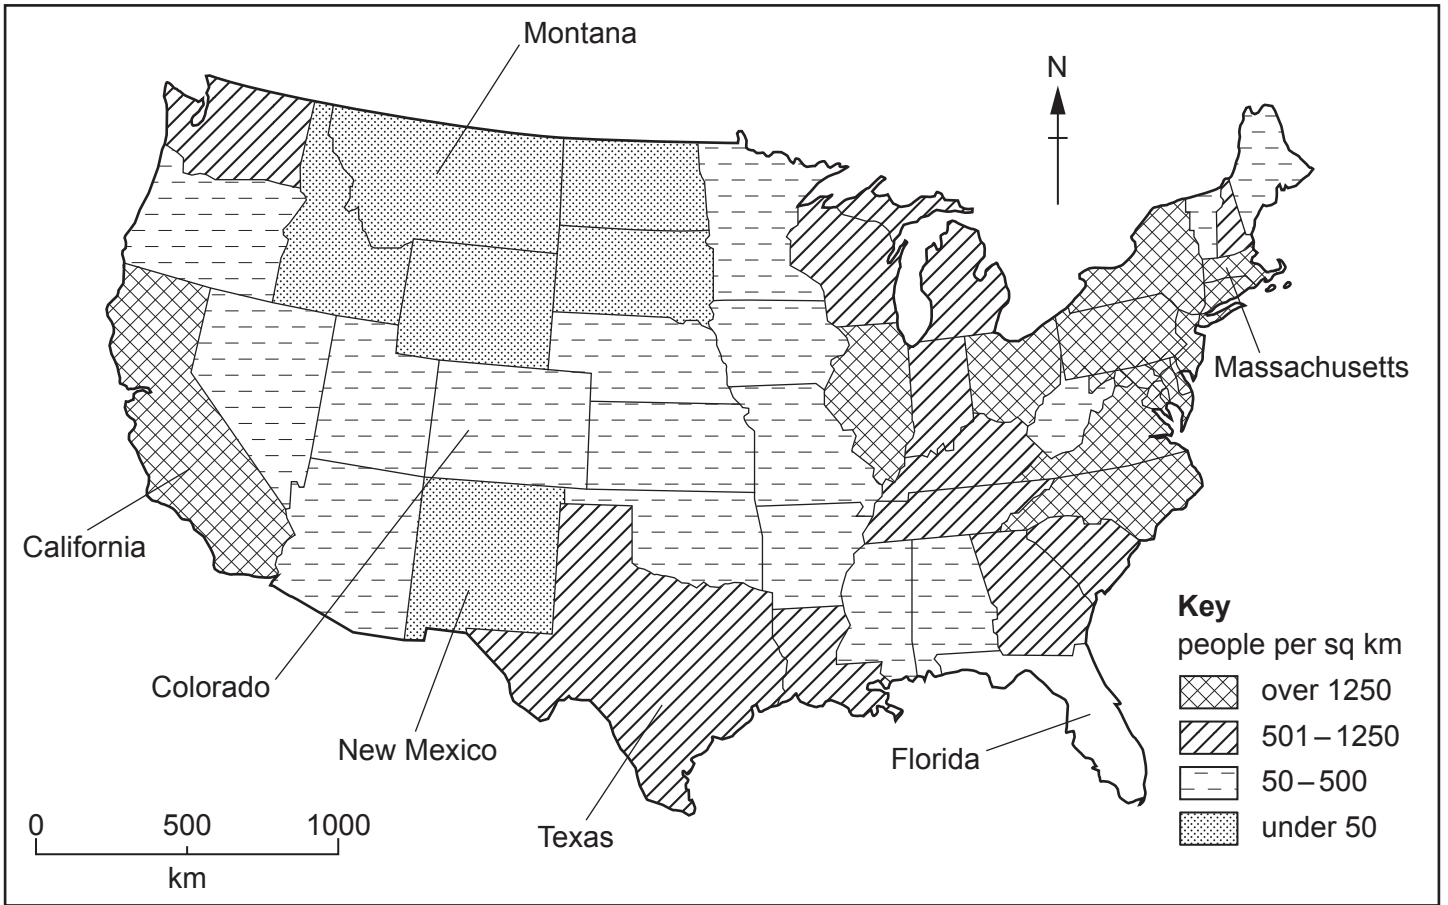 Montana
N
Massachusetts
California
Colorado
New Mexico
Texas
Florida
Key
people per sq km
over 1250
501–1250
50–500
under 50
0 500 1000
km